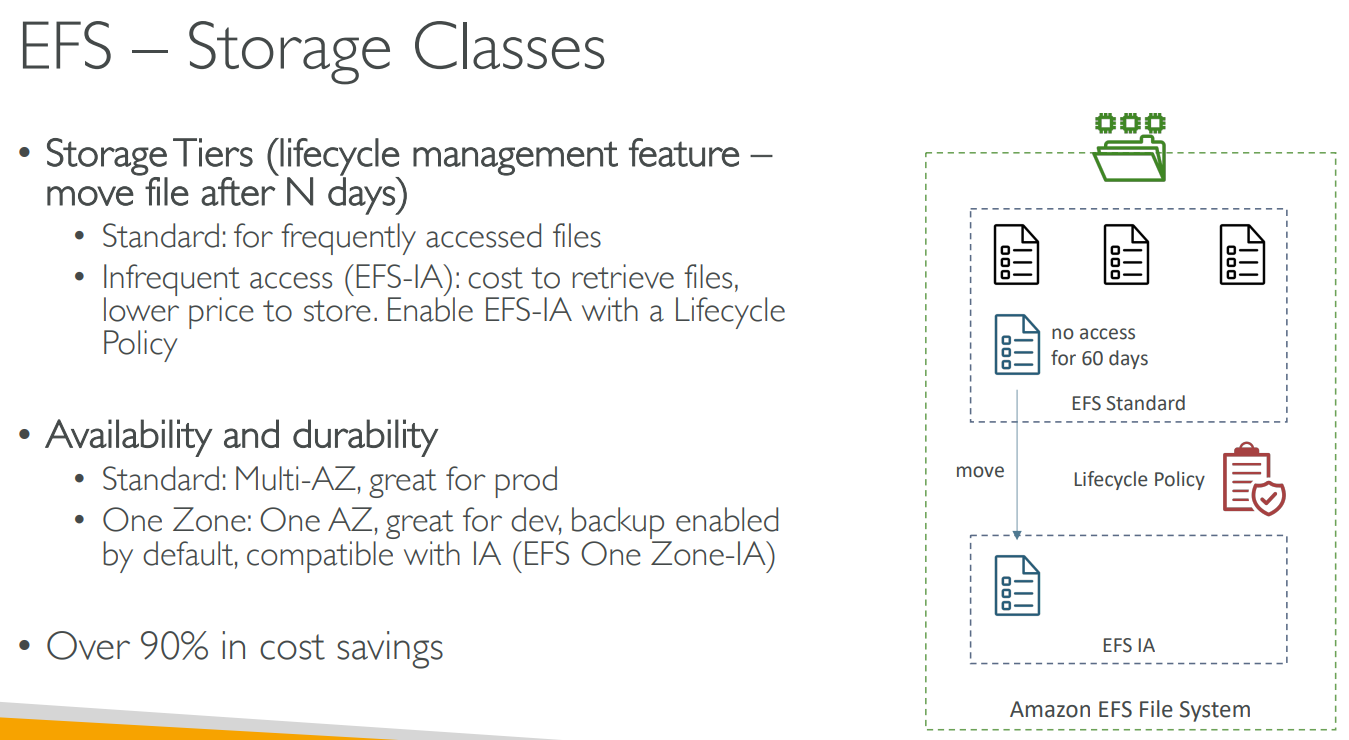 EFS – Storage Classes
• Storage Tiers (lifecycle management feature –
move file after N days)
• Standard: for frequently accessed files
• Infrequent access (EFS-IA): cost to retrieve files,
lower price to store. Enable EFS-IA with a Lifecycle
Policy
• Availability and durability
• Standard: Multi-AZ, great for prod
• One Zone: One AZ, great for dev, backup enabled
by default, compatible with IA (EFS One Zone-IA)
• Over 90% in cost savings
no access
for 60 days
EFS Standard
move
Lifecycle Policy
EFS IA
Amazon EFS File System